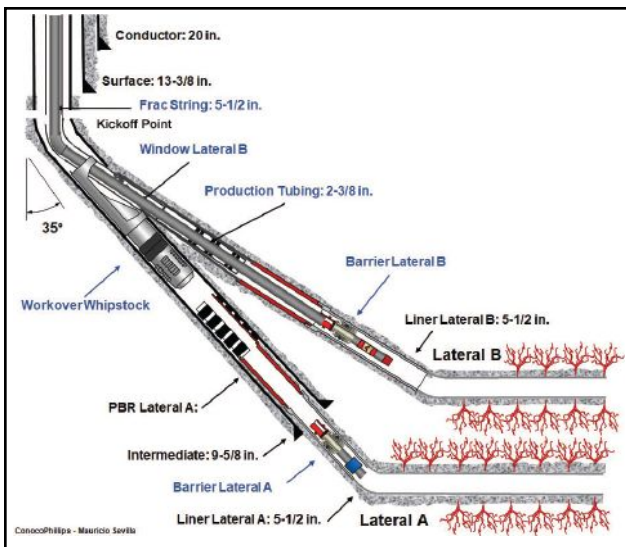 Conductor: 20 in.
Surface: 13-3/8 in.
Frac String: 5-1/2 in.
Kickoff Point
Window Lateral B
Production Tubing: 2-3/8 in.
35°
Barrier Lateral B
Workover Whipstock
Liner Lateral B: 5-1/2 in.
Lateral B
PBR Lateral A:
Intermediate: 9-5/8 in.
Barrier Lateral A
Liner Lateral A: 5-1/2 in.
Lateral A
ConocoPhillips - Mauricio Sevilla